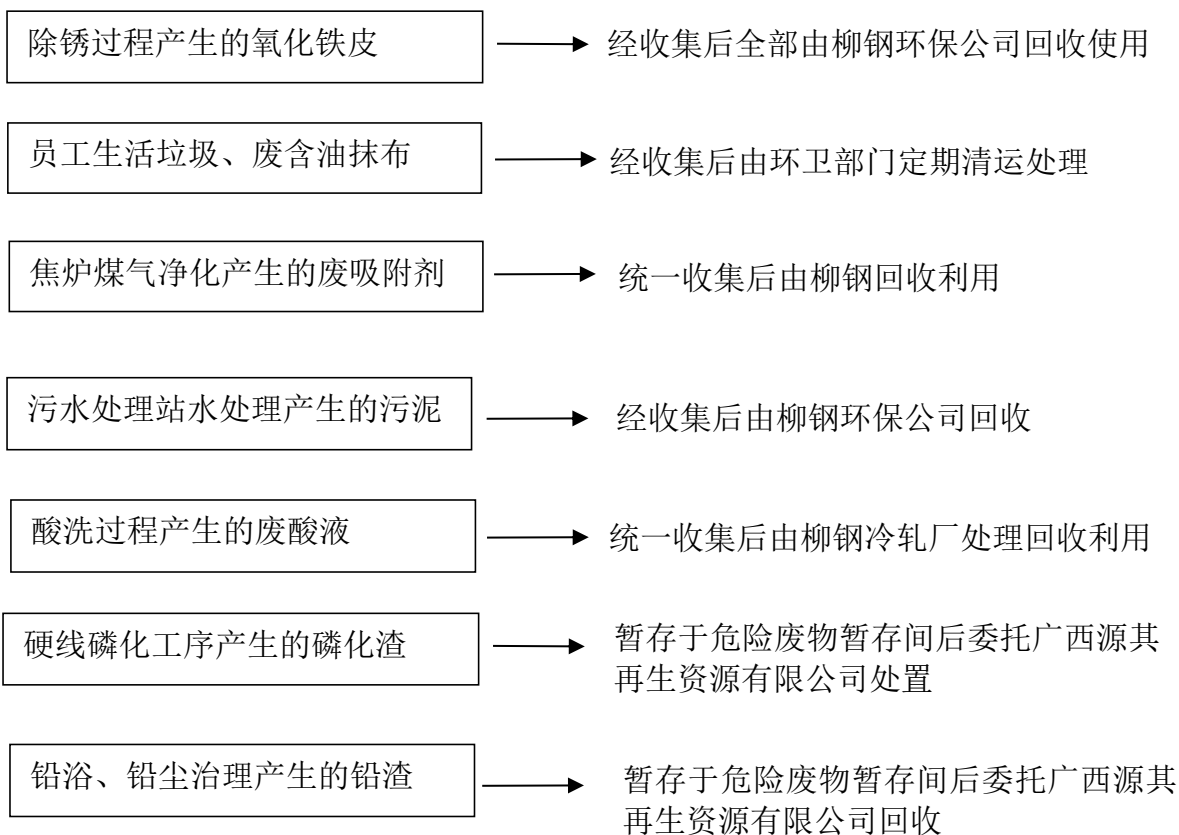 除锈过程产生的氧化铁皮
经收集后全部由柳钢环保公司回收使用
员工生活垃圾、废含油抹布
经收集后由环卫部门定期清运处理
焦炉煤气净化产生的废吸附剂
统一收集后由柳钢回收利用
污水处理站水处理产生的污泥
经收集后由柳钢环保公司回收
酸洗过程产生的废酸液
统一收集后由柳钢冷轧厂处理回收利用
硬线磷化工序产生的磷化渣
暂存于危险废物暂存间后委托广西源其
再生资源有限公司处置
铅浴、铅尘治理产生的铅渣
暂存于危险废物暂存间后委托广西源其
再生资源有限公司回收